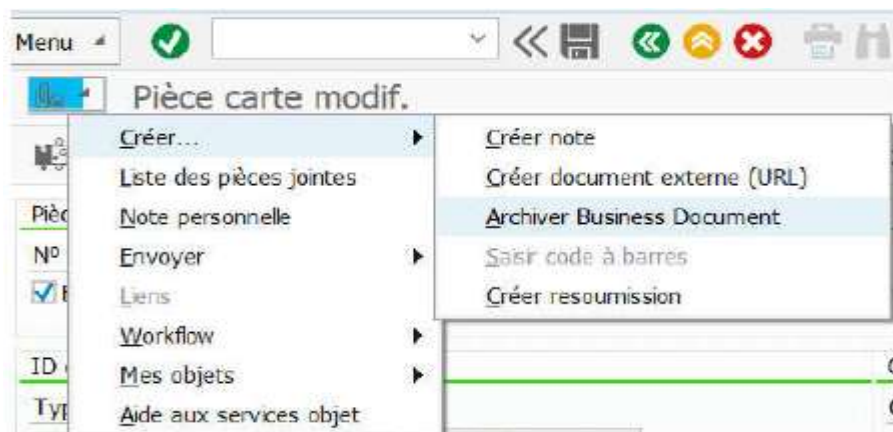 Menu
Pièce carte modif.
Créer...
Créer note
Liste des pièces jointes
Créer document externe (URL)
Pièc
Note personnelle
Archiver Business Document
Nº
Envoyer
Saisir code à barres
Liens
Créer resoumission
Workflow
ID
Mes objets
Typ
Aide aux services objet